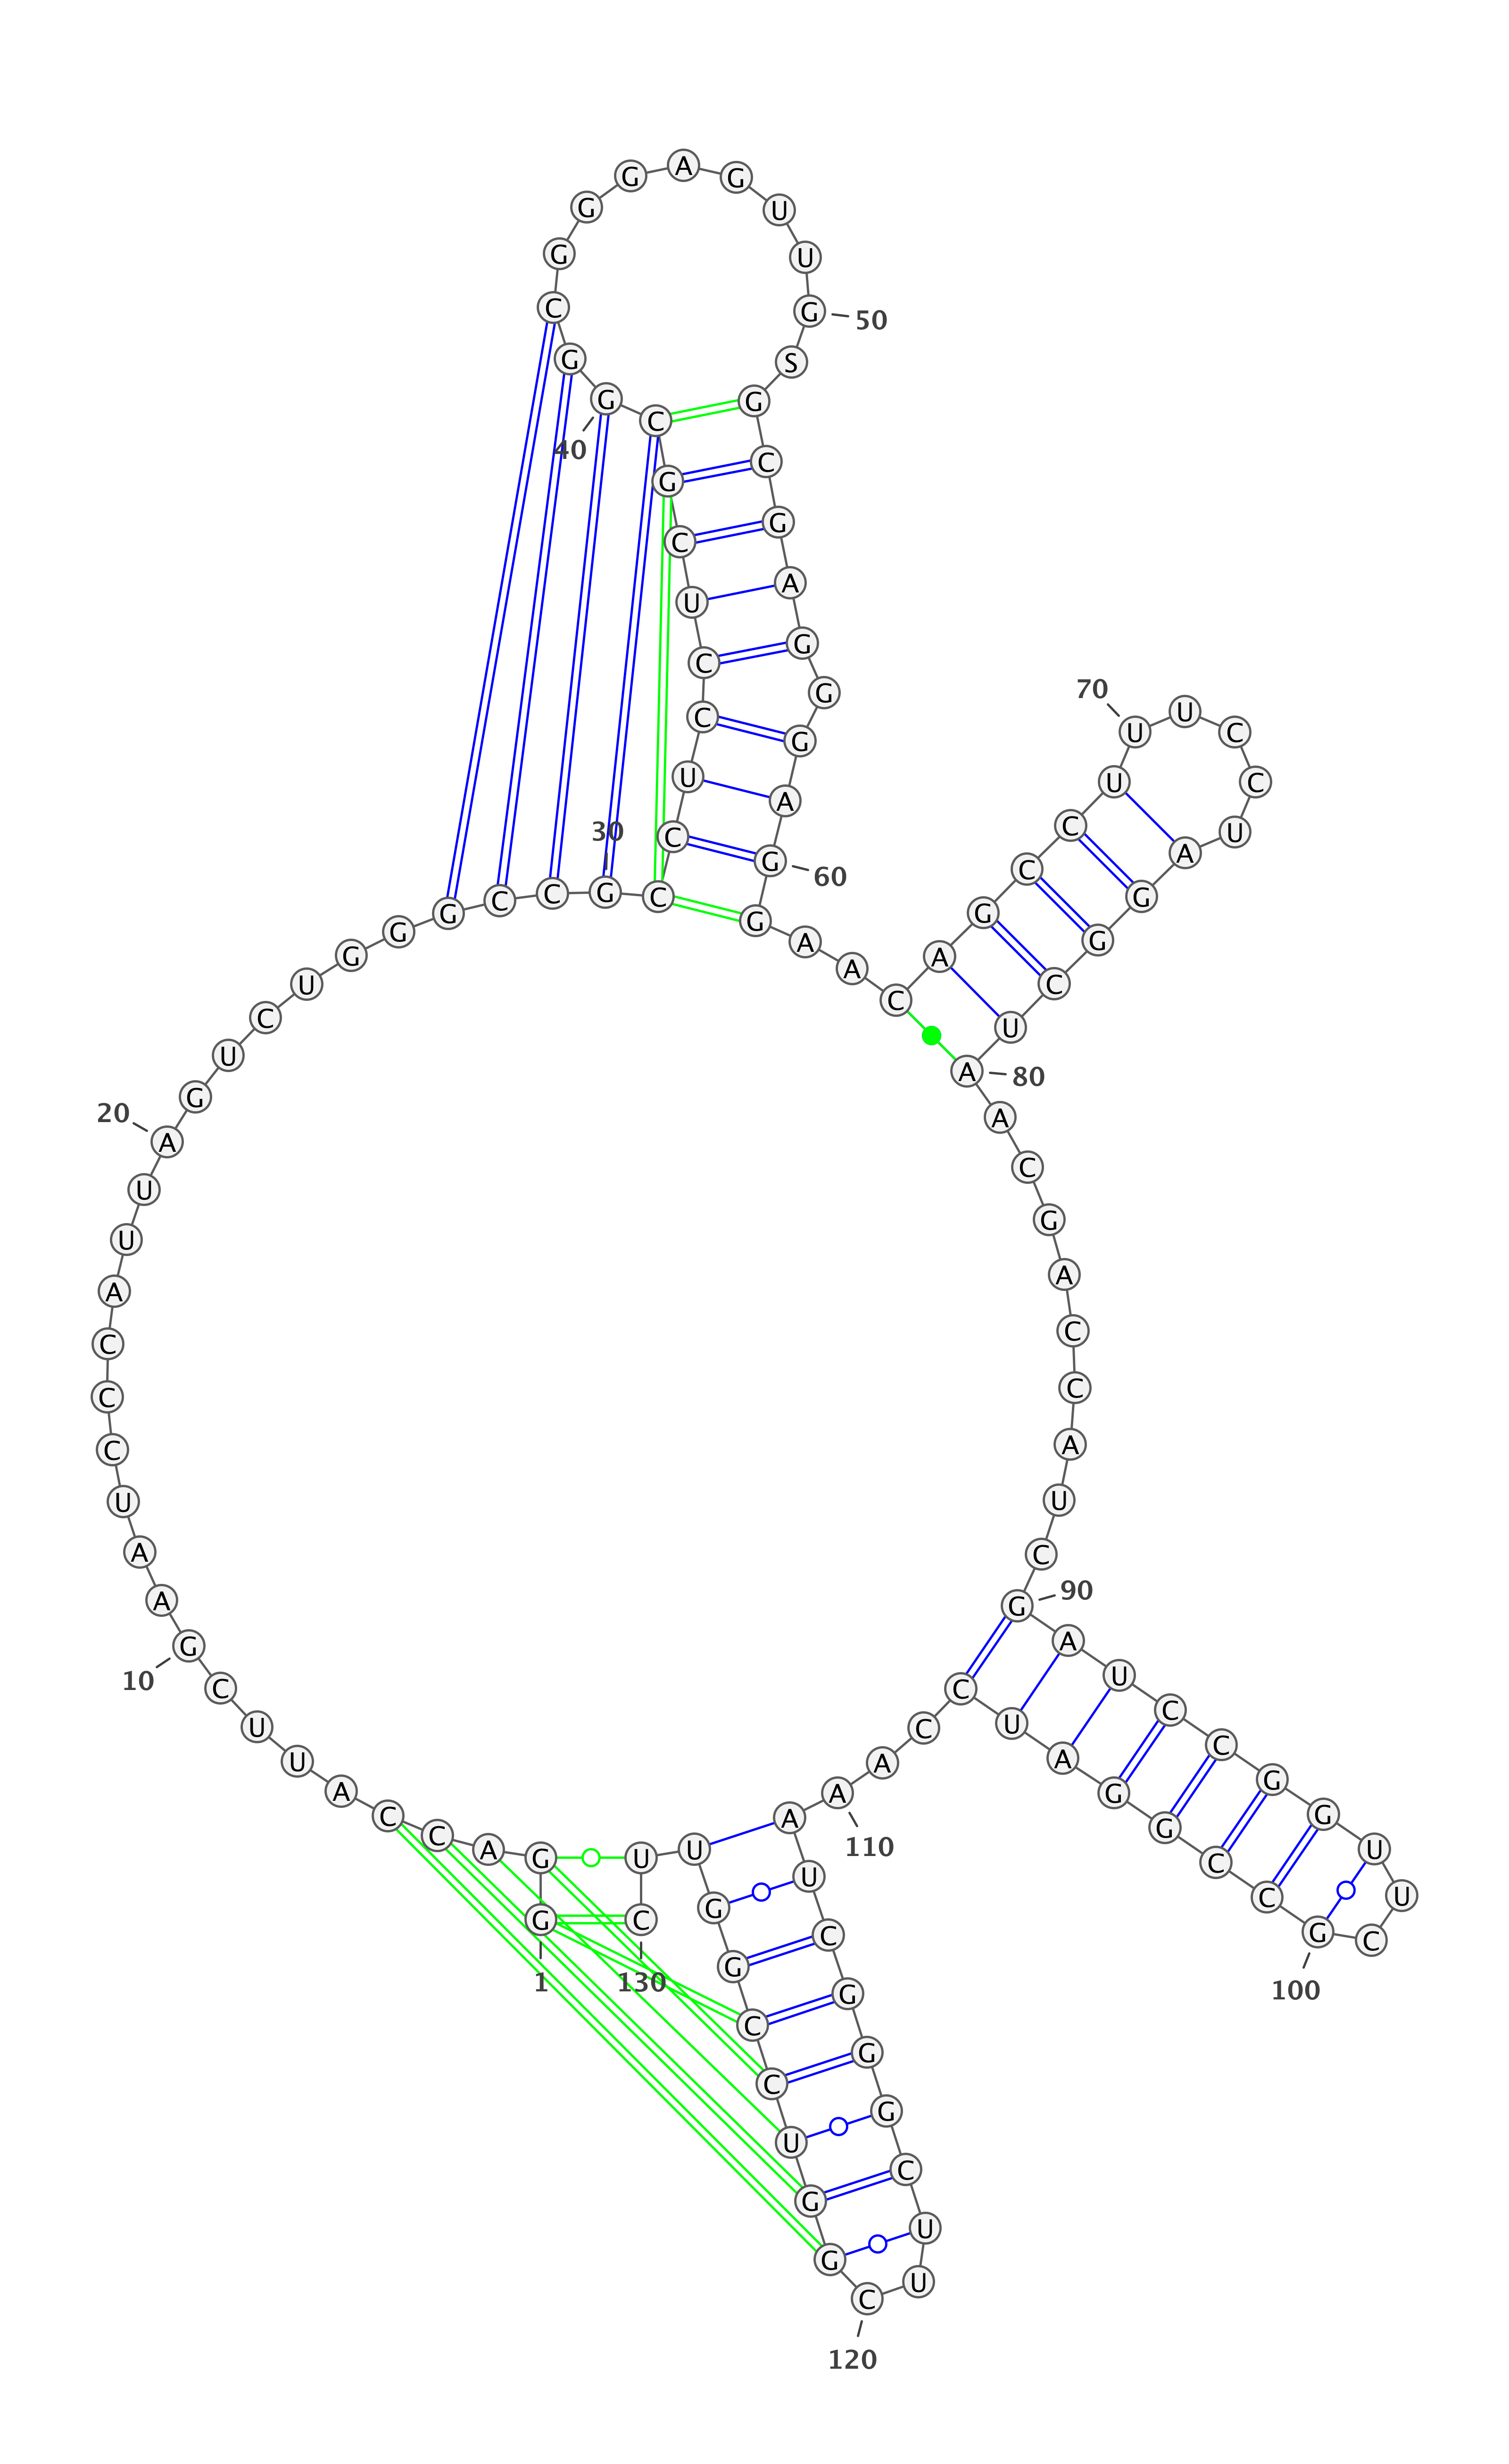 G
1
G A C C A U U C G
10
A A U C C C A U U A
20
G U C U G G G C C G
30
C C U C C U C G C G
40
G C G G G A G U U G
50
S G C G A G G G A G
60
G A A C A G C C U U
70
U C C U A G G C U A
80
A C G A C C A U C G
90
A U C C G G U U C G
100
C C G G A U C C A A
110
A U C G G G C U U C
120
G G U C C G G U U C
130